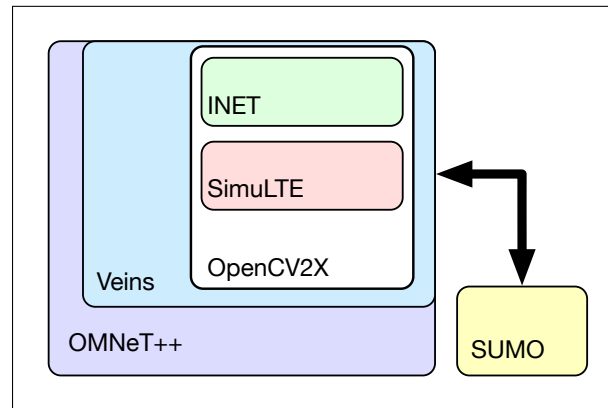 INET
SimuLTE
OpenCV2X
Veins
OMNeT++
SUMO